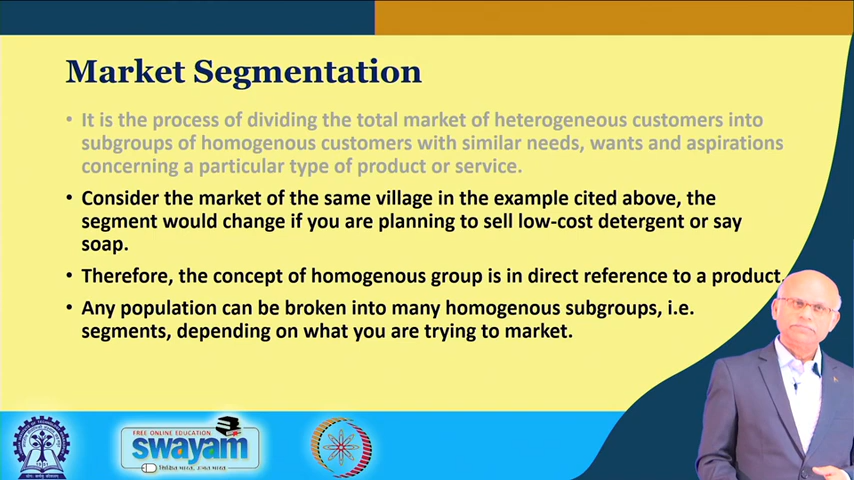 Market Segmentation
• It is the process of dividing the total market of heterogeneous customers into
subgroups of homogenous customers with similar needs, wants and aspirations
concerning a particular type of product or service.
• Consider the market of the same village in the example cited above, the
segment would change if you are planning to sell low-cost detergent or say
soap.
• Therefore, the concept of homogenous group is in direct reference to a product.
• Any population can be broken into many homogenous subgroups, i.e.
segments, depending on what you are trying to market.
FREE ONLINE EDUCATION
swayam
शिक्षित भारत, उन्नत भारत